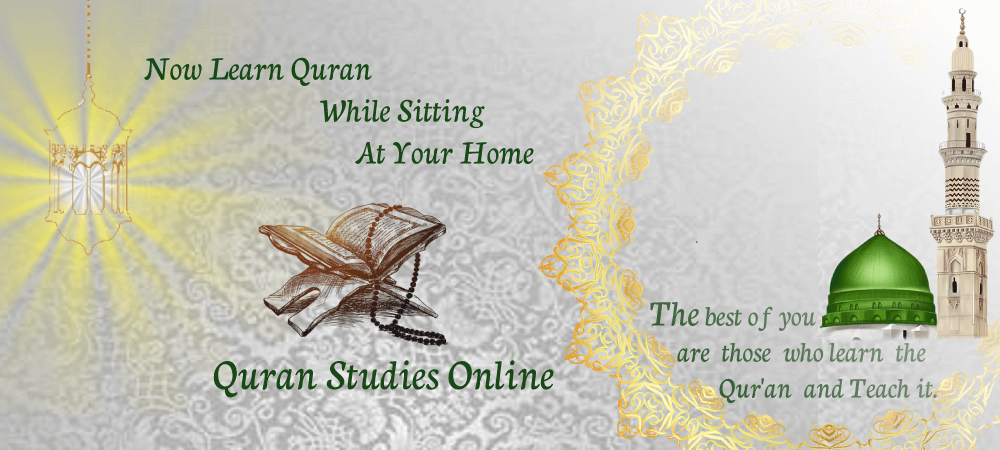 Now Learn Quran
While Sitting
At Your Home
Quran Studies Online
The best of you
are those who learn the
Qur'an and Teach it.